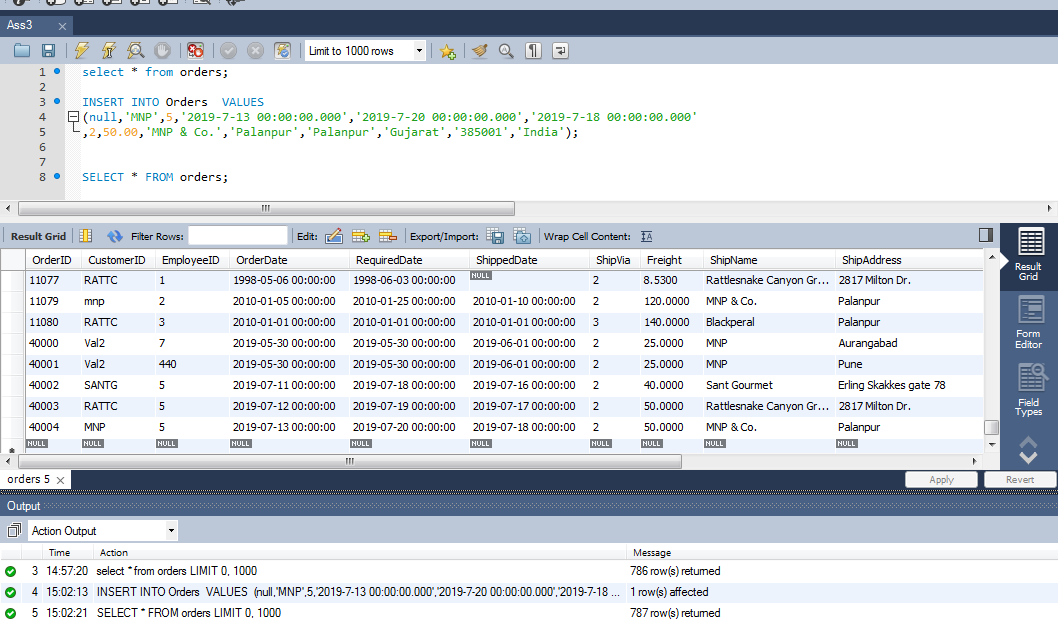 Ass3
Limit to 1000 rows
1 select * from orders;
2
3 INSERT INTO Orders  VALUES
4 (null,'MNP',5,'2019-7-13 00:00:00.000','2019-7-20 00:00:00.000','2019-7-18 00:00:00.000'
5 ,2,50.00,'MNP & Co.','Palanpur','Palanpur','Gujarat','385001','India');
6
7
8 SELECT * FROM orders;
Result Grid Filter Rows: Edit: Export/Import: Wrap Cell Content:
OrderID CustomerID EmployeeID OrderDate RequiredDate ShippedDate ShipVia Freight ShipName ShipAddress
11077 RATTC 1 1998-05-06 00:00:00 1998-06-03 00:00:00 NULL 2 8.5300 Rattlesnake Canyon Gr... 2817 Milton Dr.
11079 mnp 2 2010-01-05 00:00:00 2010-01-25 00:00:00 2010-01-10 00:00:00 2 120.0000 MNP & Co. Palanpur
11080 RATTC 3 2010-01-01 00:00:00 2010-01-01 00:00:00 2010-01-01 00:00:00 3 140.0000 Blackperal Palanpur
40000 Val2 7 2019-05-30 00:00:00 2019-05-30 00:00:00 2019-06-01 00:00:00 2 25.0000 MNP Aurangabad
40001 Val2 440 2019-05-30 00:00:00 2019-05-30 00:00:00 2019-06-01 00:00:00 2 25.0000 MNP Pune
40002 SANTG 5 2019-07-11 00:00:00 2019-07-18 00:00:00 2019-07-16 00:00:00 2 40.0000 Sant Gourmet Erling Skakkes gate 78
40003 RATTC 5 2019-07-12 00:00:00 2019-07-19 00:00:00 2019-07-17 00:00:00 2 50.0000 Rattlesnake Canyon Gr... 2817 Milton Dr.
40004 MNP 5 2019-07-13 00:00:00 2019-07-20 00:00:00 2019-07-18 00:00:00 2 50.0000 MNP & Co. Palanpur
NULL NULL NULL NULL NULL NULL NULL NULL NULL NULL
Result
Grid
Form
Editor
Field
Types
orders 5
Apply Revert
Output
Action Output
Time Action Message
3 14:57:20 select * from orders LIMIT 0, 1000 786 row(s) returned
4 15:02:13 INSERT INTO Orders  VALUES  (null,'MNP',5,'2019-7-13 00:00:00.000','2019-7-20 00:00:00.000','2019-7-18 ... 1 row(s) affected
5 15:02:21 SELECT * FROM orders LIMIT 0, 1000 787 row(s) returned